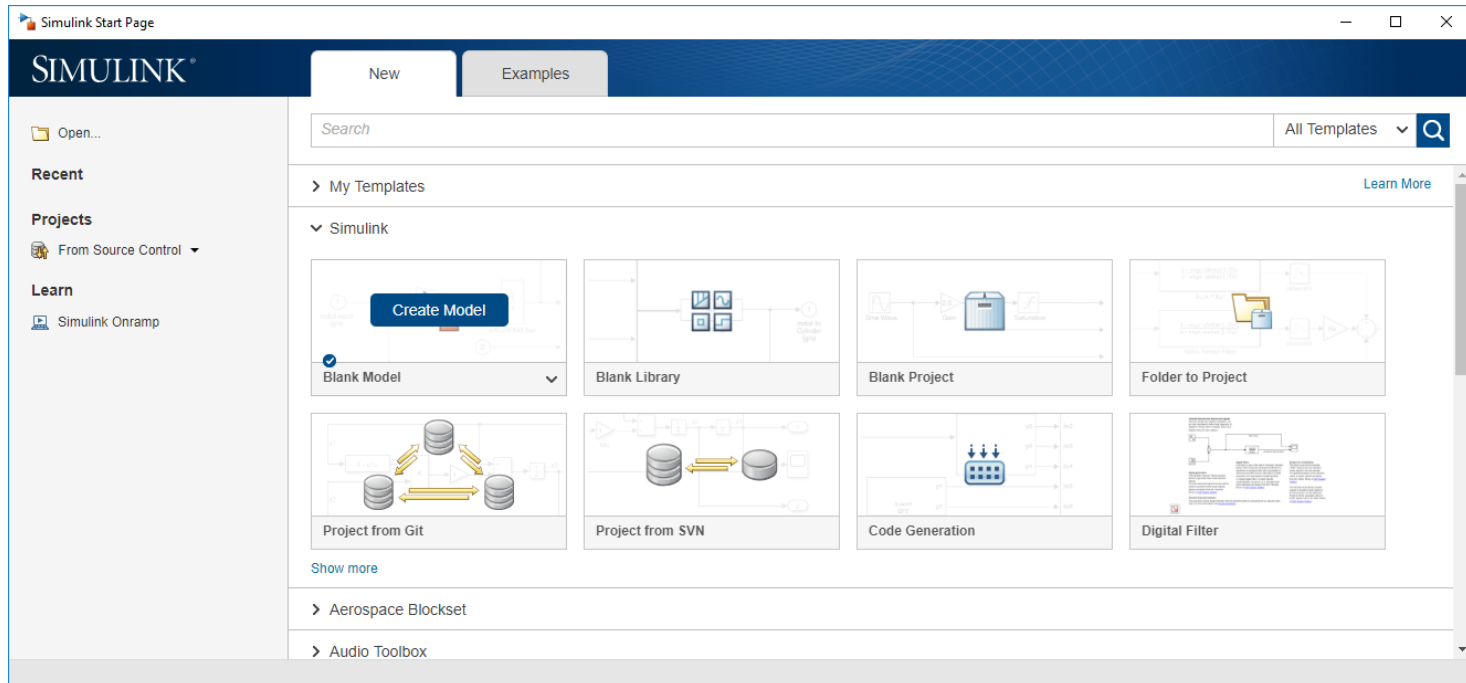 Simulink Start Page
SIMULINK®
New
Examples
Open...
Recent
Projects
From Source Control
Learn
Simulink Onramp
Search
All Templates
My Templates
Learn More
Simulink
Create Model
Blank Model
Blank Library
Blank Project
Folder to Project
Project from Git
Project from SVN
Code Generation
Digital Filter
Show more
Aerospace Blockset
Audio Toolbox